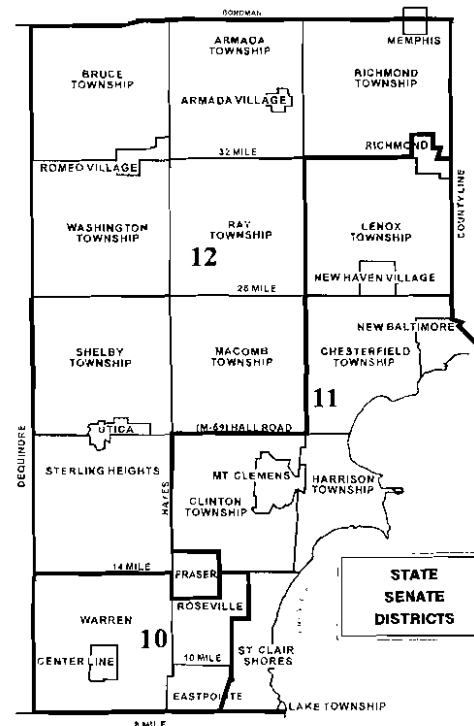 BORDMAN
ARMADA
TOWNSHIP
MEMPHIS
BRUCE
TOWNSHIP
RICHMOND
TOWNSHIP
ARMADA VILLAGE
RICHMOND
32 MILE
ROMEO VILLAGE
COUNTY LINE
WASHINGTON
TOWNSHIP
RAY
TOWNSHIP
LENOX
TOWNSHIP
12
NEW HAVEN VILLAGE
26 MILE
NEW BALTIMORE
SHELBY
TOWNSHIP
MACOMB
TOWNSHIP
CHESTERFIELD
TOWNSHIP
11
UTICA
(M-59) HALL ROAD
DEQUINDRE
STERLING HEIGHTS
HAYES
MT CLEMENS
HARRISON
TOWNSHIP
CLINTON
TOWNSHIP
14 MILE
FRASER
STATE
SENATE
DISTRICTS
ROSEVILLE
WARREN
10
10 MILE
ST CLAIR
SHORES
CENTER LINE
EASTPOINTE
LAKE TOWNSHIP
8 MILE